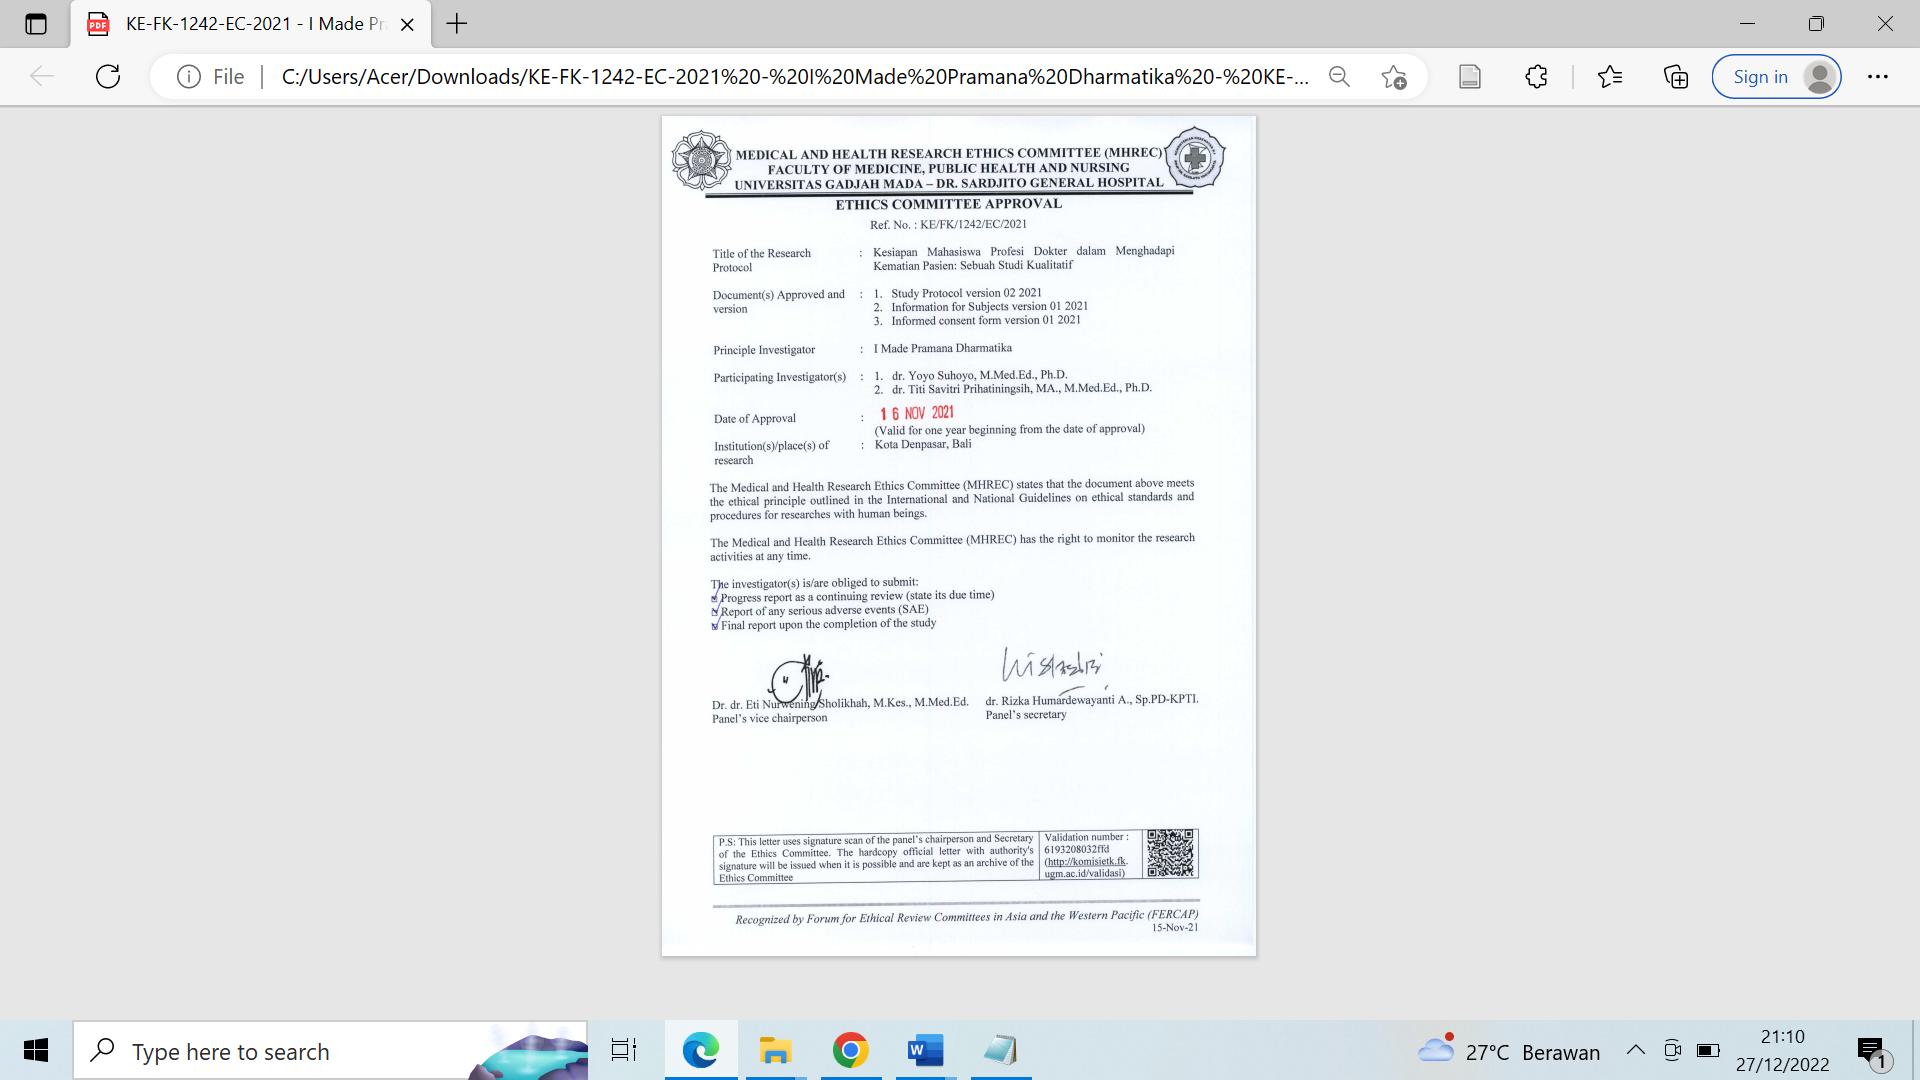 KE-FK-1242-EC-2021 - I Made Pr
File
C:/Users/Acer/Downloads/KE-FK-1242-EC-2021%20-%20I%20Made%20Pramana%20Dharmatika%20-%20KE-...
Sign in
MEDICAL AND HEALTH RESEARCH ETHICS COMMITTEE (MHREC)
FACULTY OF MEDICINE, PUBLIC HEALTH AND NURSING
UNIVERSITAS GADJAH MADA – DR. SARDJITO GENERAL HOSPITAL
ETHICS COMMITTEE APPROVAL
Ref. No. : KE/FK/1242/EC/2021
Title of the Research Protocol : Kesiapan Mahasiswa Profesi Dokter dalam Menghadapi
Kematian Pasien: Sebuah Studi Kualitatif
Document(s) Approved and version : 1. Study Protocol version 02 2021
2. Information for Subjects version 01 2021
3. Informed consent form version 01 2021
Principle Investigator : I Made Pramana Dharmatika
Participating Investigator(s) : 1. dr. Yoyo Suhoyo, M.Med.Ed., Ph.D.
2. dr. Titi Savitri Prihatiningsih, MA., M.Med.Ed., Ph.D.
Date of Approval : 16 NOV 2021
(Valid for one year beginning from the date of approval)
Institution(s)/place(s) of research : Kota Denpasar, Bali
The Medical and Health Research Ethics Committee (MHREC) states that the document above meets
the ethical principle outlined in the International and National Guidelines on ethical standards and
procedures for researches with human beings.
The Medical and Health Research Ethics Committee (MHREC) has the right to monitor the research
activities at any time.
The investigator(s) is/are obliged to submit:
Progress report as a continuing review (state its due time)
Report of any serious adverse events (SAE)
Final report upon the completion of the study
Dr. dr. Eti Nurwening Sholikhah, M.Kes., M.Med.Ed.
Panel's vice chairperson
dr. Rizka Humardewayanti A., Sp.PD-KPTI.
Panel's secretary
P.S: This letter uses signature scan of the panel's chairperson and Secretary
of the Ethics Committee. The hardcopy official letter with authority's
signature will be issued when it is possible and are kept as an archive of the
Ethics Committee
Validation number :
6193208032ffd
(http://komisietk.fk.
ugm.ac.id/validasi)
Recognized by Forum for Ethical Review Committees in Asia and the Western Pacific (FERCAP)
15-Nov-21
Type here to search
27°C Berawan
21:10
27/12/2022
1